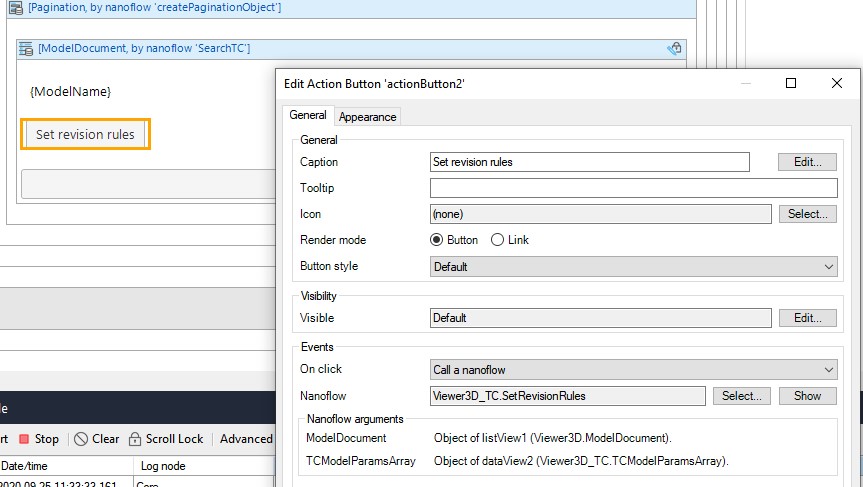 [Pagination, by nanoflow 'createPaginationObject']
[ModelDocument, by nanoflow 'SearchTC']
{ModelName}
Set revision rules
Edit Action Button 'actionButton2'
General Appearance
General
Caption Set revision rules Edit...
Tooltip
Icon (none) Select...
Render mode Button Link
Button style Default
Visibility
Visible Default Edit...
Events
On click Call a nanoflow
Nanoflow Viewer3D_TC.SetRevisionRules Select... Show
Nanoflow arguments
ModelDocument Object of listView1 (Viewer3D.ModelDocument).
TCModelParamsArray Object of dataView2 (Viewer3D_TC.TCModelParamsArray).
le
rt Stop Clear Scroll Lock Advanced
Date/time Log node
2020 09 25 11:33:33.161 Core